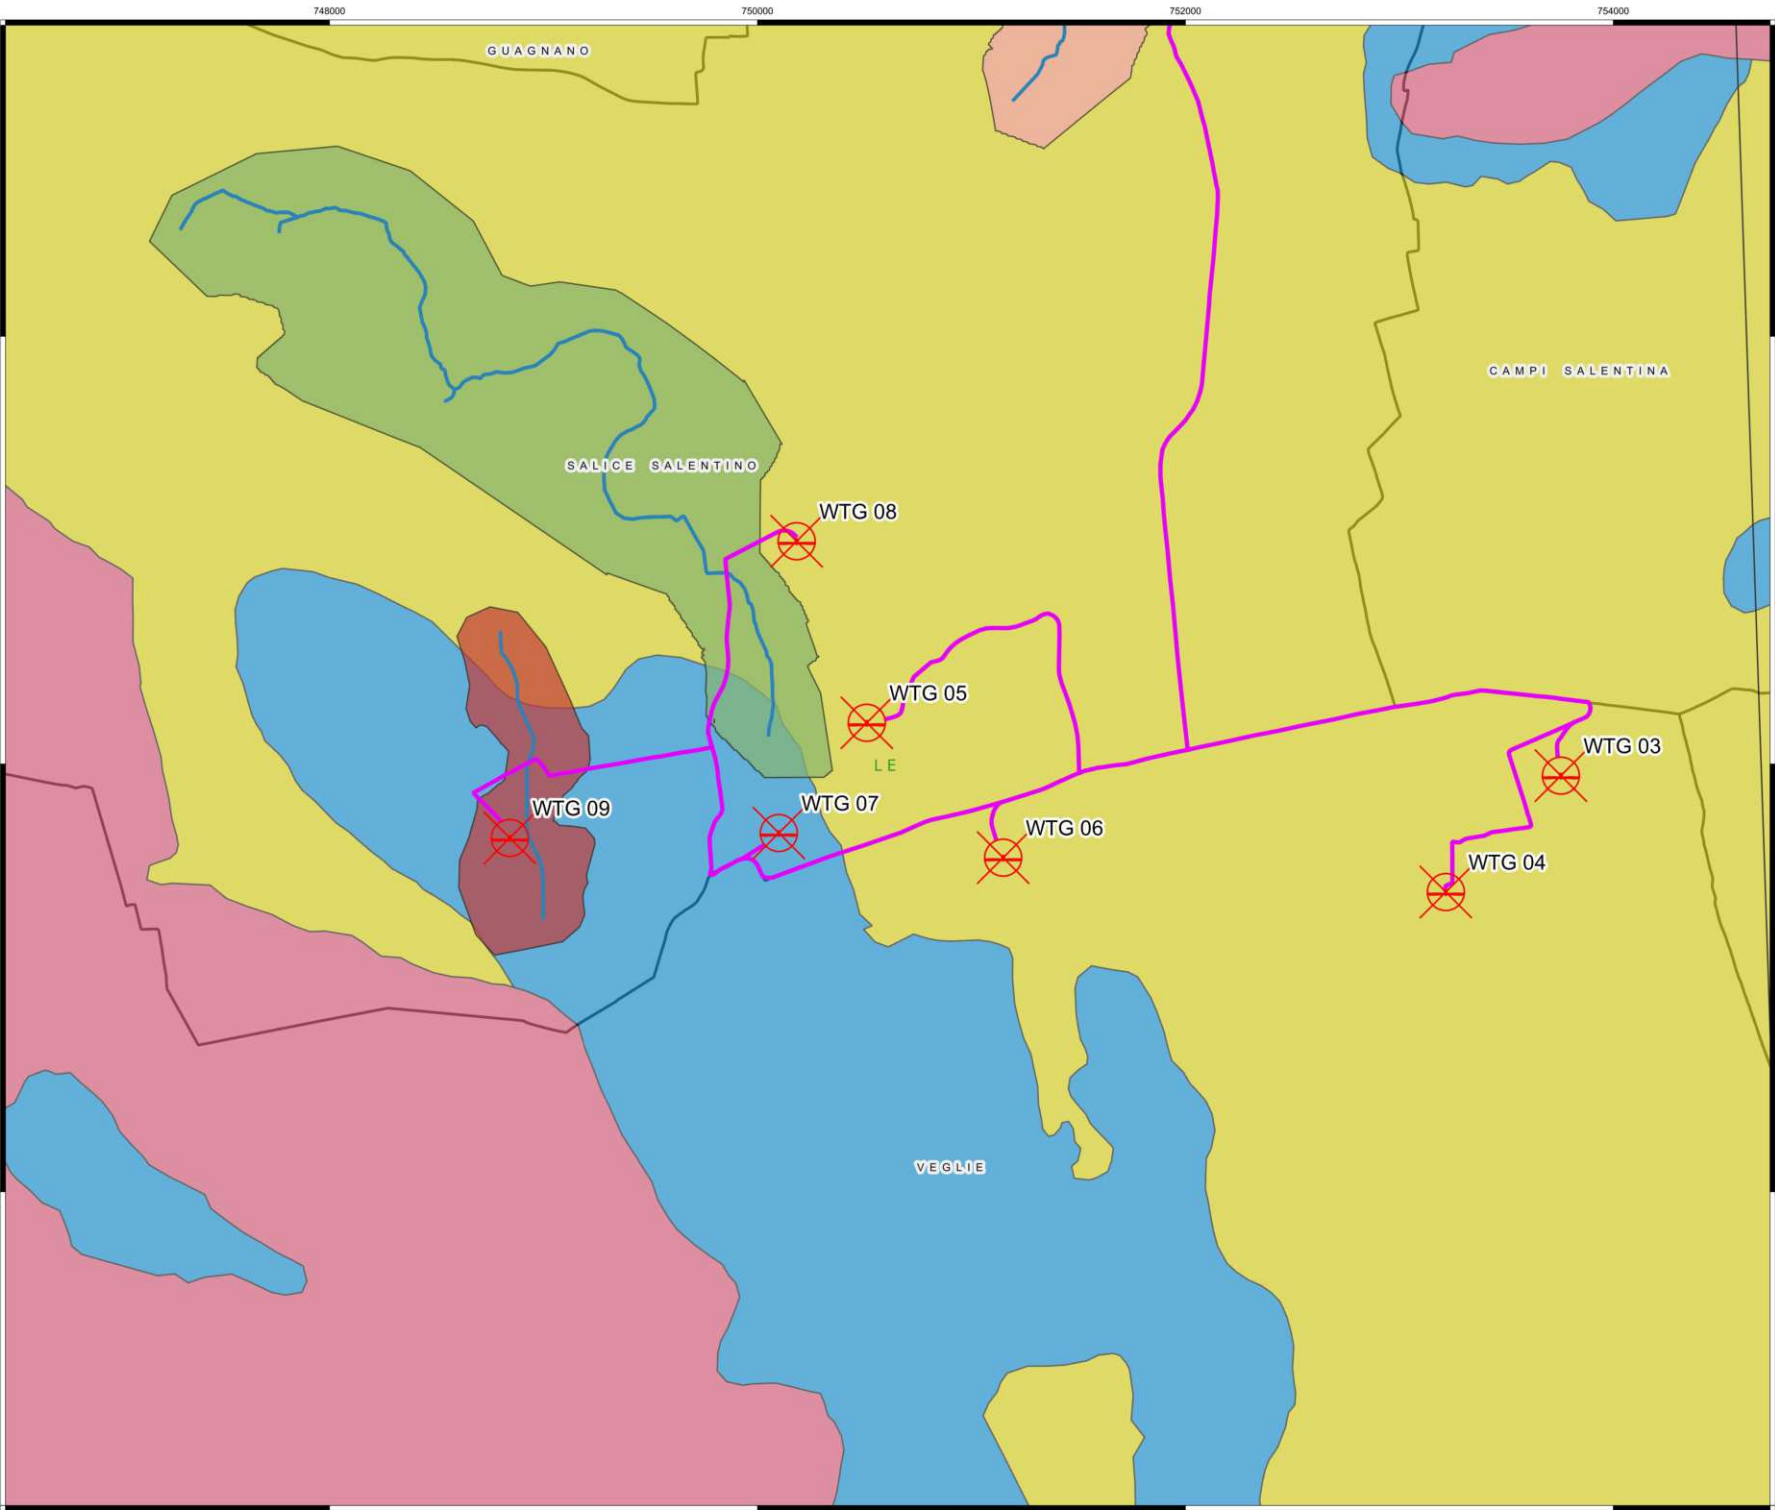 748000 750000 752000 754000
GUAGNANO
CAMPI SALENTINA
SALICE SALENTINO
WTG 08
WTG 05
WTG 03
LE
WTG 07
WTG 09
WTG 06
WTG 04
VEGLIE